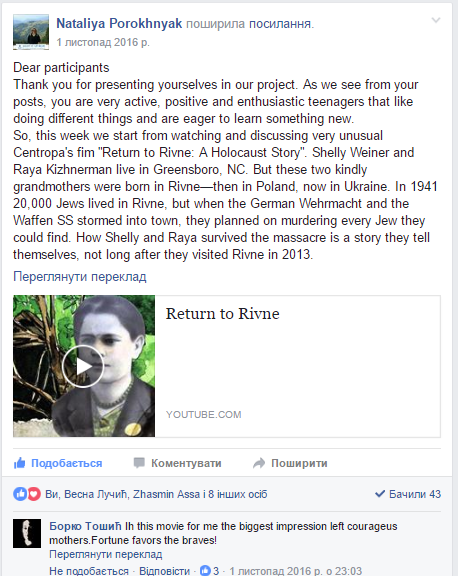 Nataliya Porokhnyak поширила посилання.
1 листопад 2016 р.
Dear participants
Thank you for presenting yourselves in our project. As we see from your
posts, you are very active, positive and enthusiastic teenagers that like
doing different things and are eager to learn something new.
So, this week we start from watching and discussing very unusual
Centropa's fim "Return to Rivne: A Holocaust Story". Shelly Weiner and
Raya Kizhnerman live in Greensboro, NC. But these two kindly
grandmothers were born in Rivne—then in Poland, now in Ukraine. In 1941
20,000 Jews lived in Rivne, but when the German Wehrmacht and the
Waffen SS stormed into town, they planned on murdering every Jew they
could find. How Shelly and Raya survived the massacre is a story they tell
themselves, not long after they visited Rivne in 2013.
Переглянути переклад
Return to Rivne
YOUTUBE.COM
Подобається Коментувати Поширити
Ви, Весна Лучић, Zhasmin Assa і 8 інших осіб Бачили 43
Борко Тошић Ih this movie for me the biggest impression left courageus
mothers.Fortune favors the braves!
Переглянути переклад
Не подобається · Відповісти · 3 · 1 листопад 2016 р. о 23:03